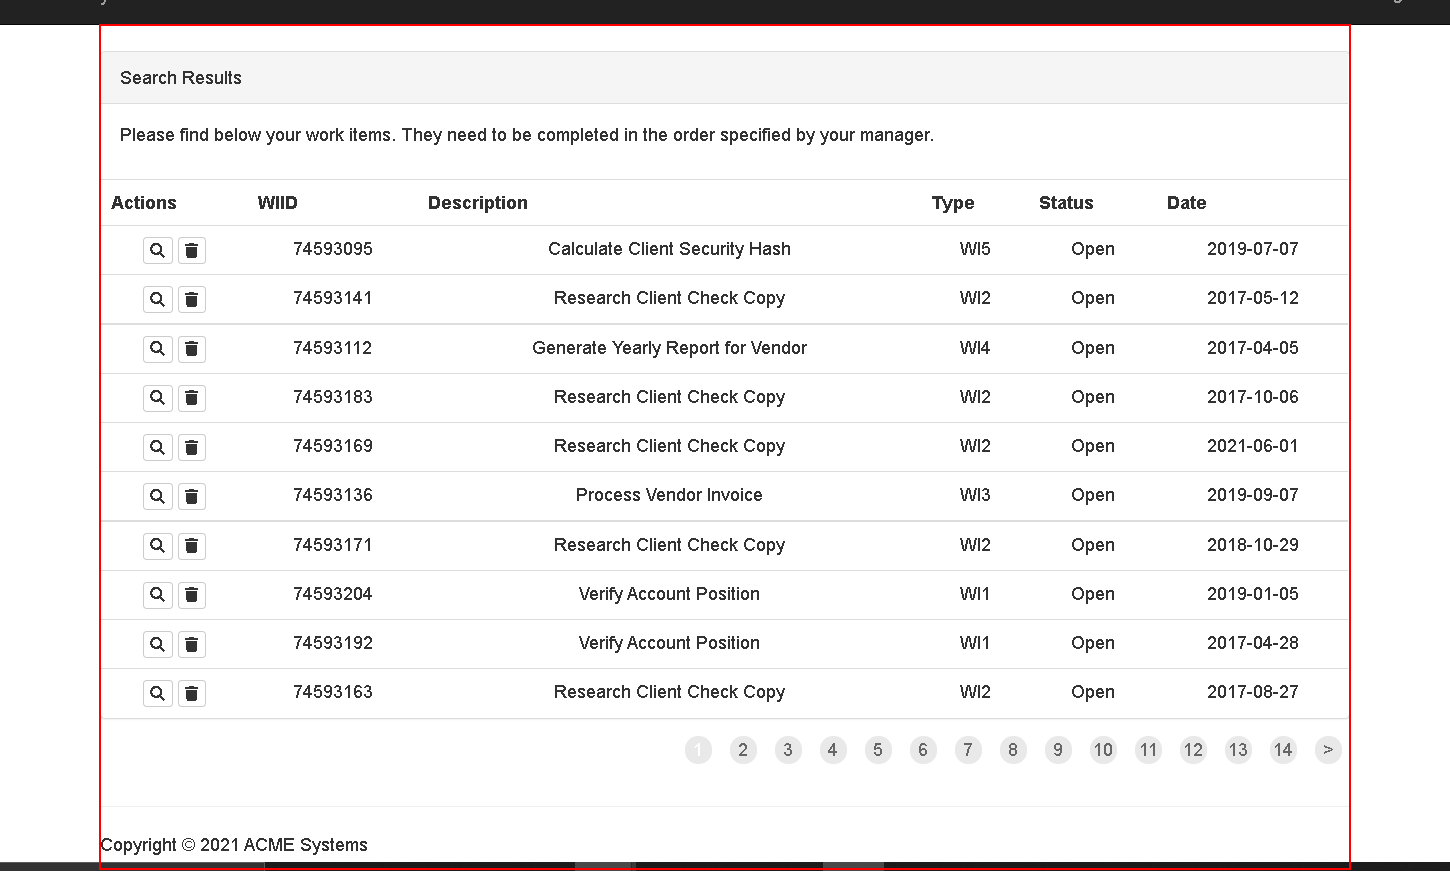 Search Results
Please find below your work items. They need to be completed in the order specified by your manager.
Actions WIID Description Type Status Date
74593095 Calculate Client Security Hash WI5 Open 2019-07-07
74593141 Research Client Check Copy WI2 Open 2017-05-12
74593112 Generate Yearly Report for Vendor WI4 Open 2017-04-05
74593183 Research Client Check Copy WI2 Open 2017-10-06
74593169 Research Client Check Copy WI2 Open 2021-06-01
74593136 Process Vendor Invoice WI3 Open 2019-09-07
74593171 Research Client Check Copy WI2 Open 2018-10-29
74593204 Verify Account Position WI1 Open 2019-01-05
74593192 Verify Account Position WI1 Open 2017-04-28
74593163 Research Client Check Copy WI2 Open 2017-08-27
1 2 3 4 5 6 7 8 9 10 11 12 13 14 >
Copyright © 2021 ACME Systems